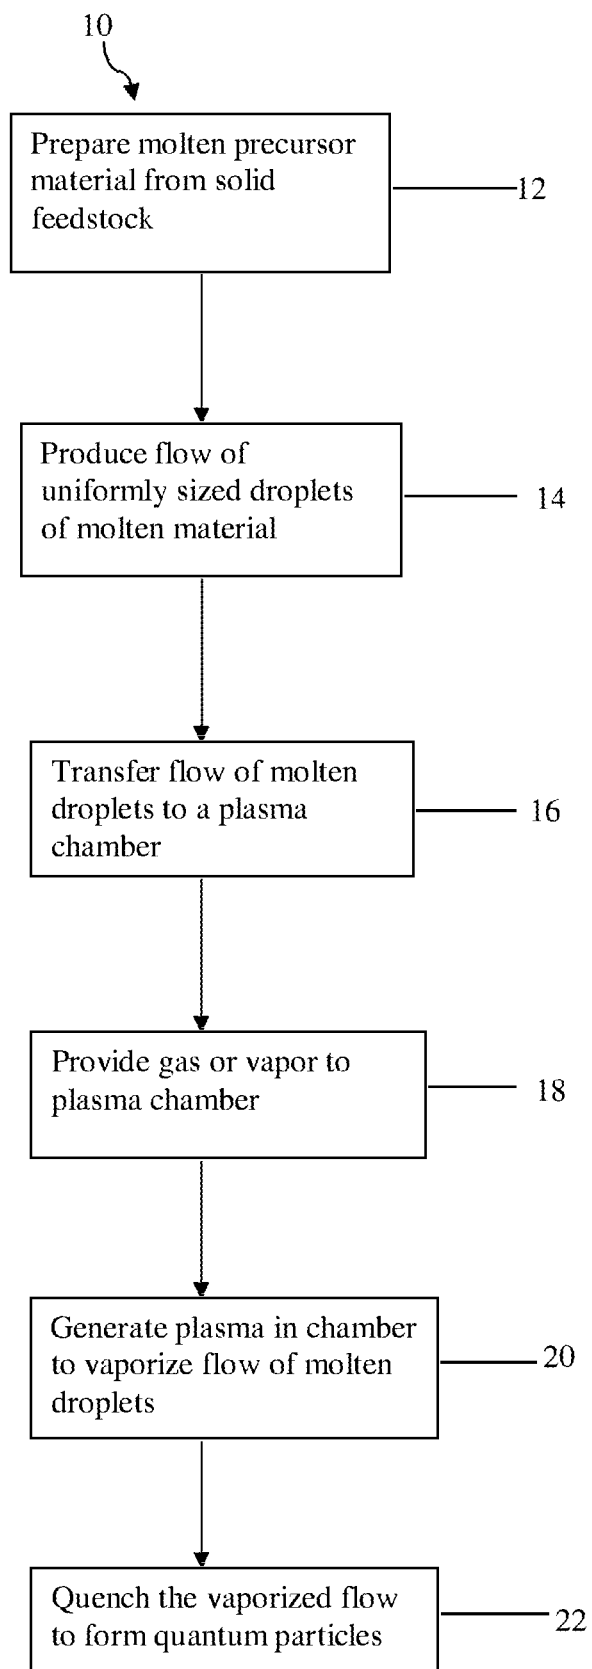 10
Prepare molten precursor
material from solid
feedstock
12
Produce flow of
uniformly sized droplets
of molten material
14
Transfer flow of molten
droplets to a plasma
chamber
16
Provide gas or vapor to
plasma chamber
18
Generate plasma in chamber
to vaporize flow of molten
droplets
20
Quench the vaporized flow
to form quantum particles
22